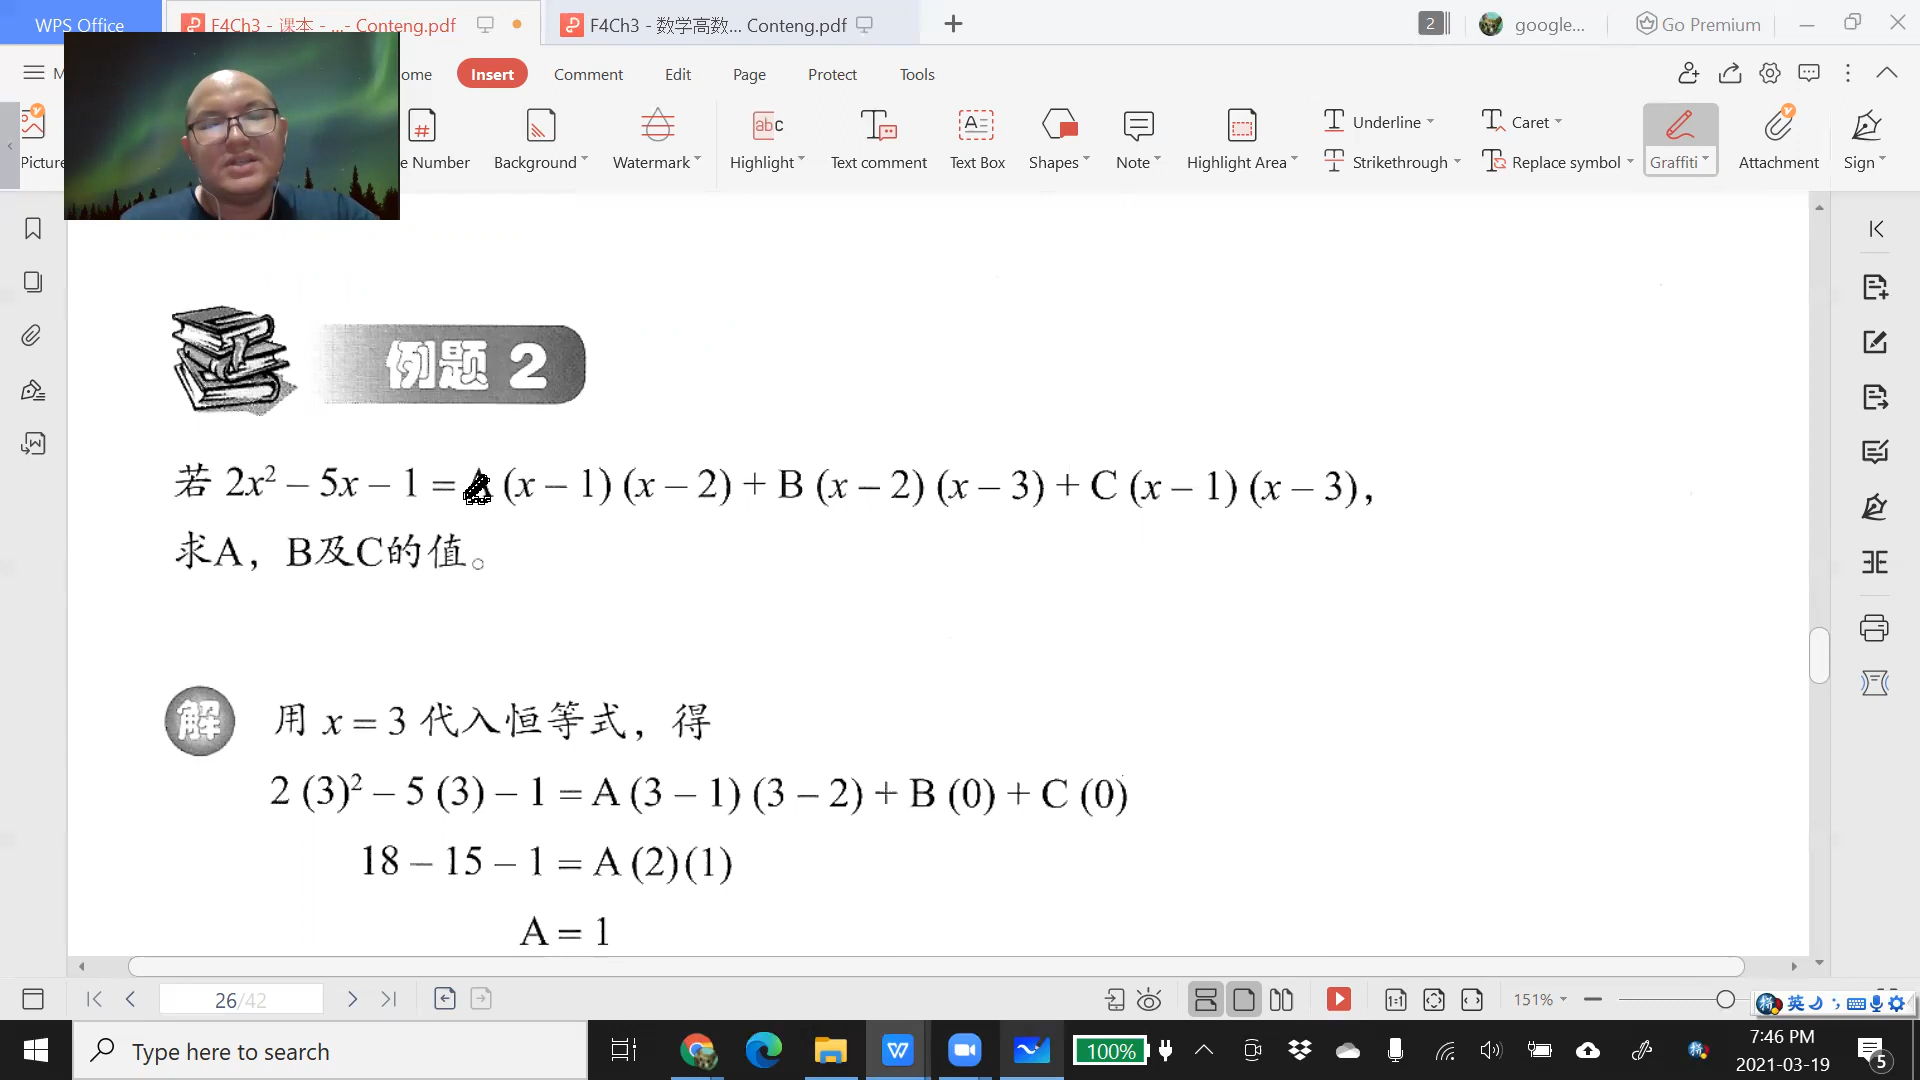 WPS Office
F4Ch3 - 课本 - ...- Conteng.pdf
F4Ch3 - 数学高数... Conteng.pdf
2
google...
Go Premium
Insert
Comment
Edit
Page
Protect
Tools
Picture
Background
Watermark
Highlight
Text comment
Text Box
Shapes
Note
Highlight Area
Underline
Strikethrough
Caret
Replace symbol
Graffiti
Attachment
Sign
例题 2
若 2x² – 5x – 1 = A (x – 1) (x – 2) + B (x – 2) (x – 3) + C (x – 1) (x – 3),
求A, B及C的值。
解 用 x = 3 代入恒等式, 得
2 (3)² – 5 (3) – 1 = A (3 – 1) (3 – 2) + B (0) + C (0)
18 – 15 – 1 = A (2)(1)
A = 1
26/42
151%
英
Type here to search
100%
7:46 PM
2021-03-19
5